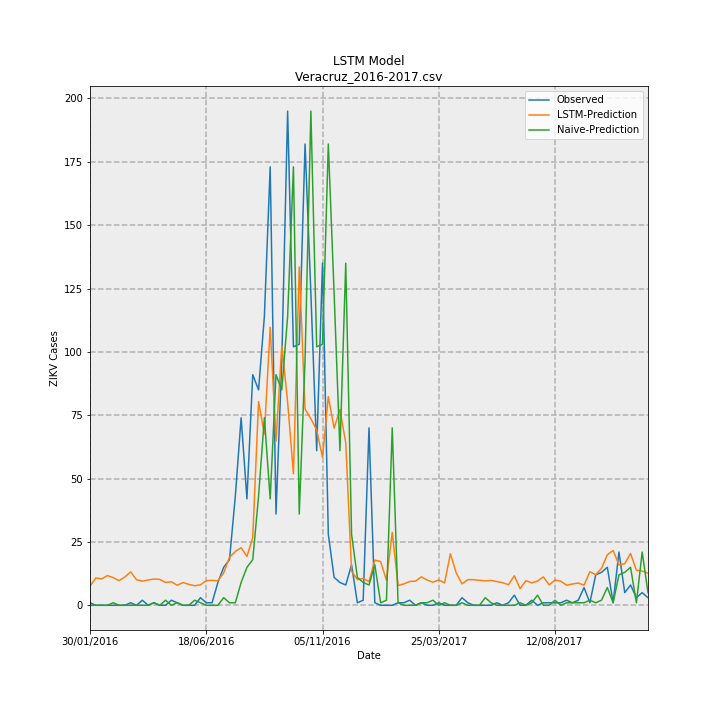 LSTM Model
Veracruz_2016-2017.csv
Observed
LSTM-Prediction
Naive-Prediction
200
175
150
125
100
75
50
25
0
ZIKV Cases
30/01/2016
18/06/2016
05/11/2016
25/03/2017
12/08/2017
Date